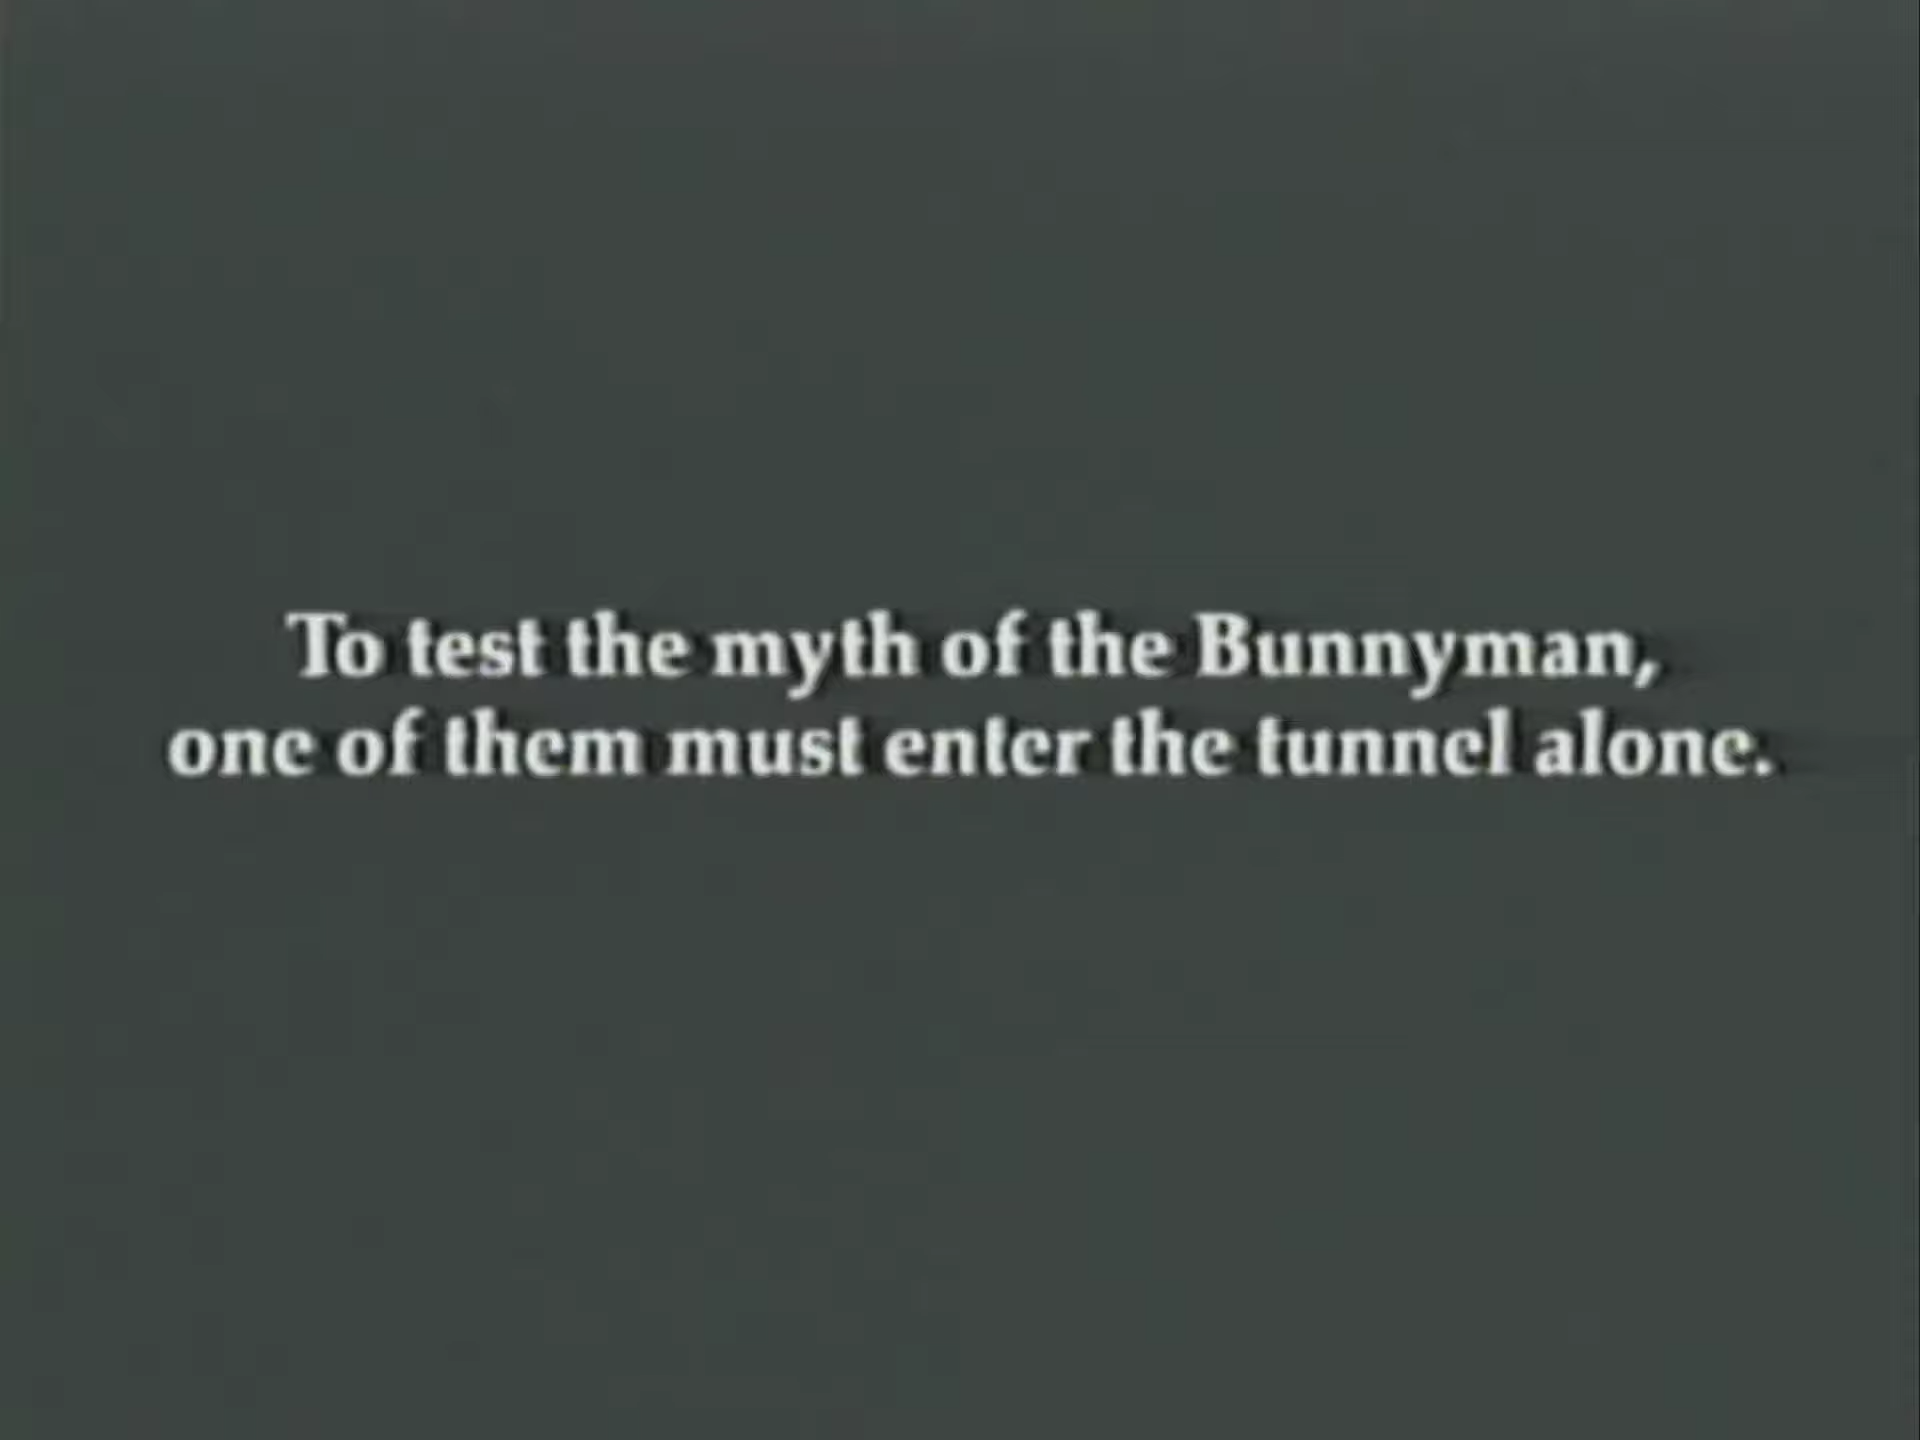 To test the myth of the Bunnyman,
one of them must enter the tunnel alone.